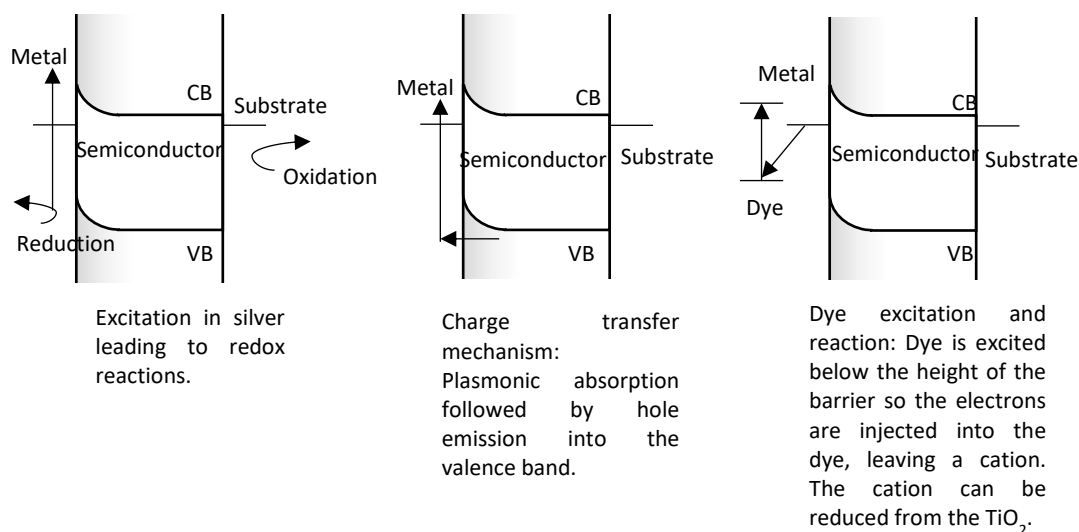 Metal
CB
Substrate
Semiconductor
Oxidation
Reduction
VB
Excitation in silver
leading to redox
reactions.
Metal
CB
Semiconductor
Substrate
VB
Charge transfer
mechanism:
Plasmonic absorption
followed by hole
emission into the
valence band.
Metal
CB
Semiconductor
Substrate
Dye
VB
Dye excitation and
reaction: Dye is excited
below the height of the
barrier so the electrons
are injected into the
dye, leaving a cation.
The cation can be
reduced from the TiO₂.